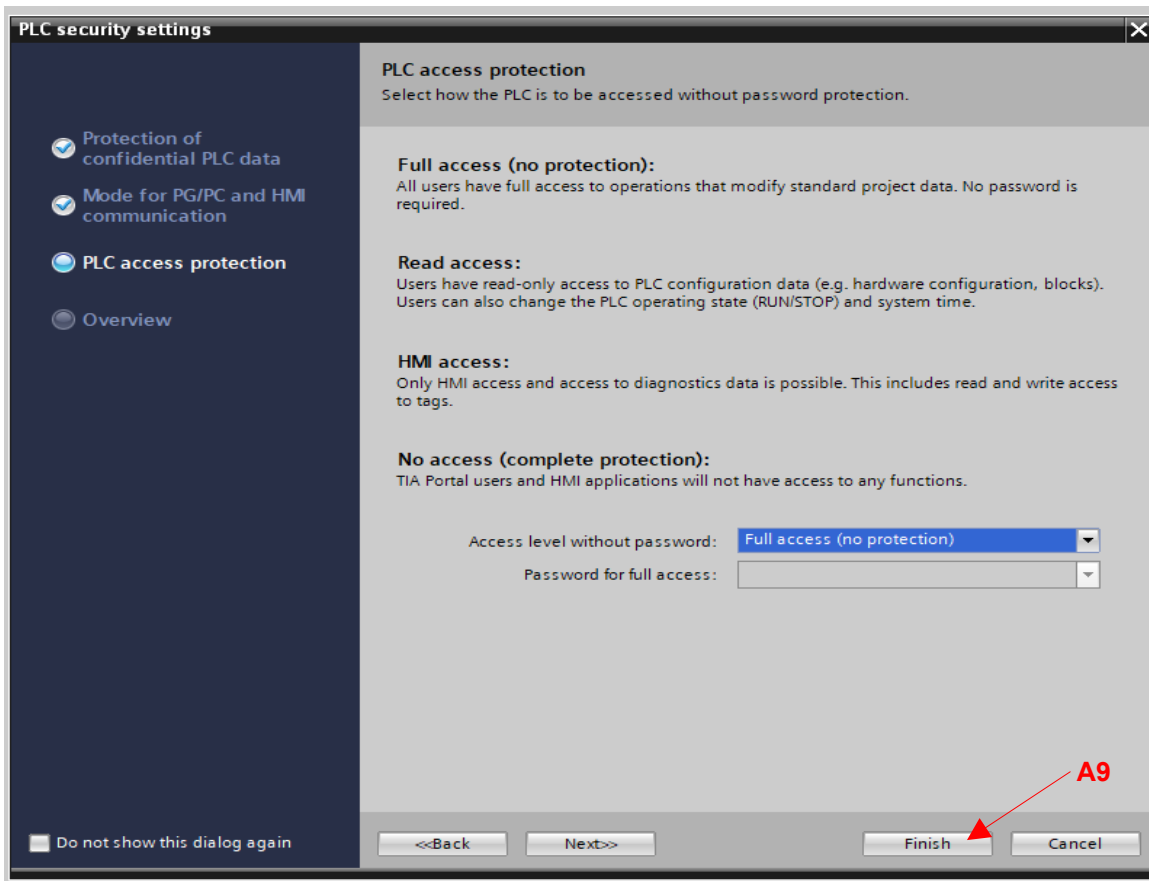 PLC security settings
PLC access protection
Select how the PLC is to be accessed without password protection.
Protection of
confidential PLC data
Mode for PG/PC and HMI
communication
PLC access protection
Overview
Full access (no protection):
All users have full access to operations that modify standard project data. No password is
required.
Read access:
Users have read-only access to PLC configuration data (e.g. hardware configuration, blocks).
Users can also change the PLC operating state (RUN/STOP) and system time.
HMI access:
Only HMI access and access to diagnostics data is possible. This includes read and write access
to tags.
No access (complete protection):
TIA Portal users and HMI applications will not have access to any functions.
Access level without password: Full access (no protection)
Password for full access:
A9
Do not show this dialog again
<<Back Next>> Finish Cancel